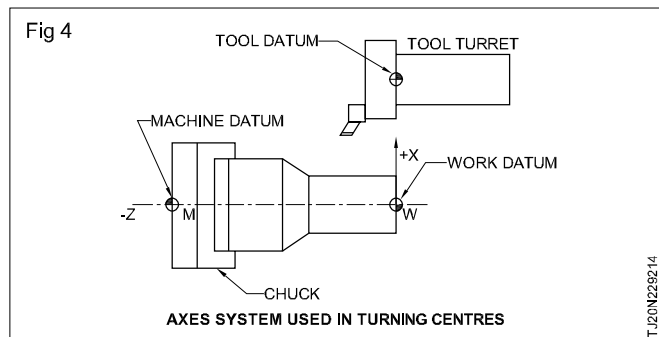 Fig 4
TOOL DATUM
TOOL TURRET
MACHINE DATUM
+X
WORK DATUM
-Z
M
W
CHUCK
AXES SYSTEM USED IN TURNING CENTRES
TJ20N229214